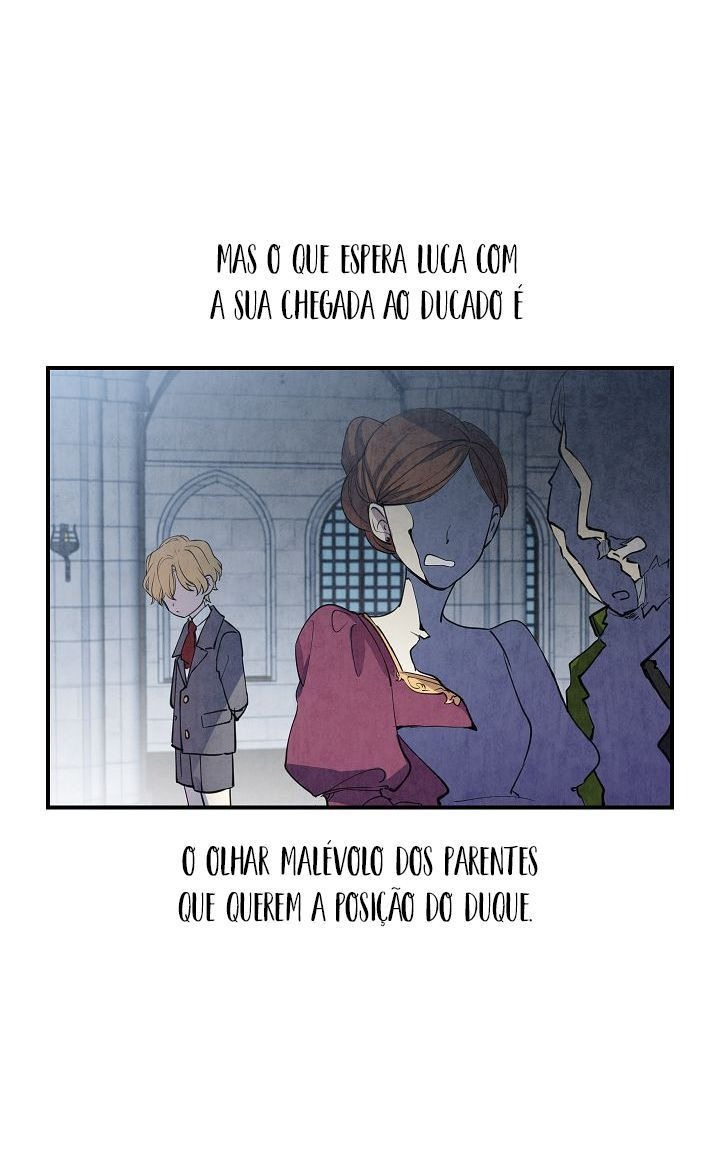 MAS O QUE ESPERA LUCA COM
A SUA CHEGADA AO DUCADO É
O OLHAR MALÉVOLO DOS PARENTES
QUE QUEREM A POSIÇÃO DO DUQUE.